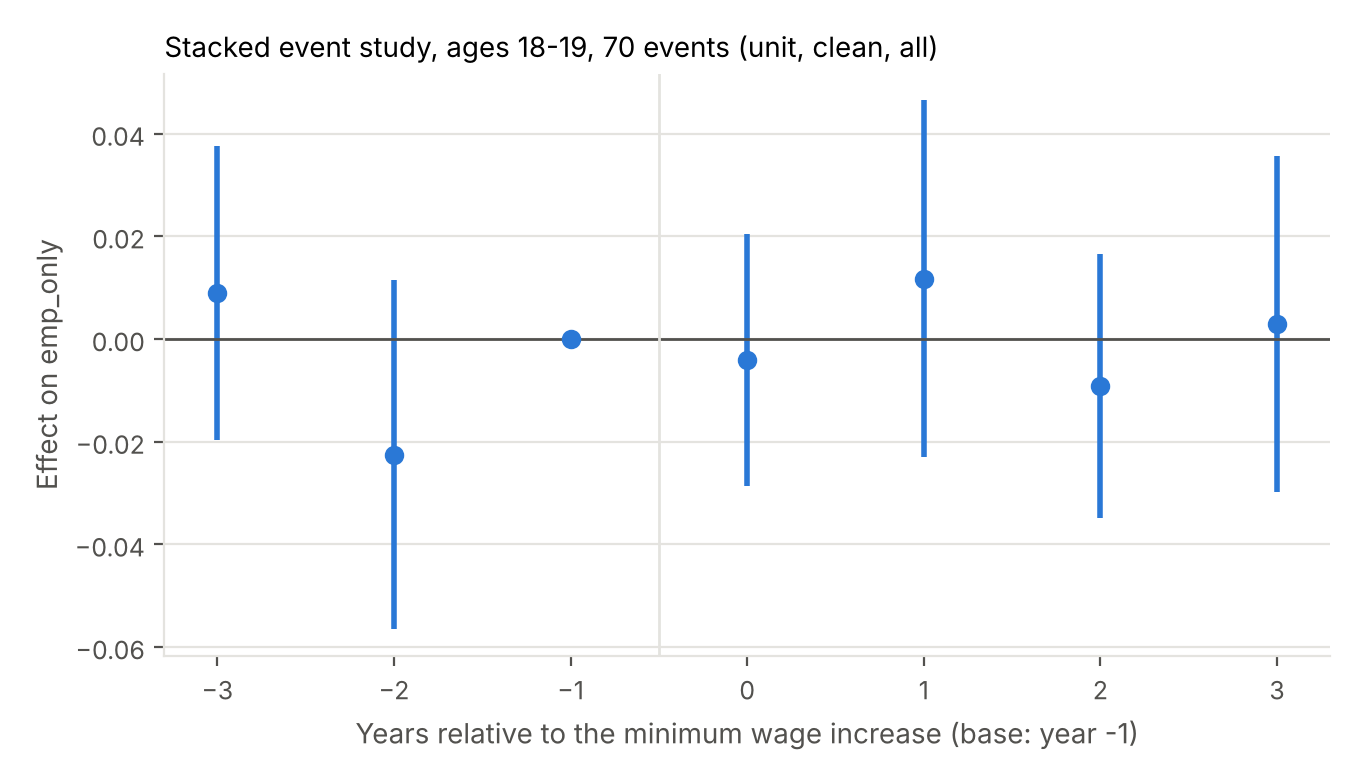 Stacked event study, ages 18-19, 70 events (unit, clean, all)
Effect on emp_only
0.04
0.02
0.00
−0.02
−0.04
−0.06
−3 −2 −1 0 1 2 3
Years relative to the minimum wage increase (base: year -1)